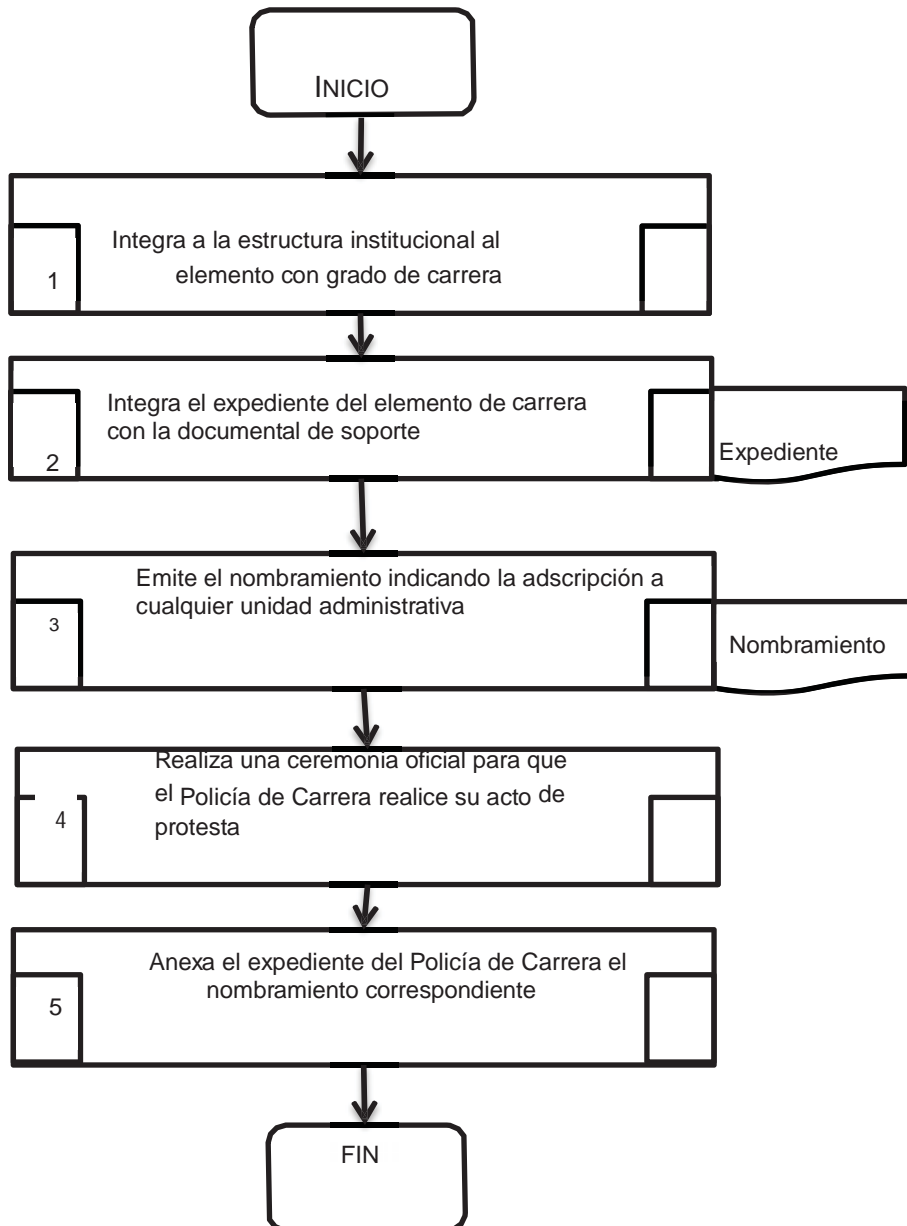 INICIO
Integra a la estructura institucional al
elemento con grado de carrera
1
Integra el expediente del elemento de carrera
con la documental de soporte
2
Expediente
Emite el nombramiento indicando la adscripción a
cualquier unidad administrativa
3
Nombramiento
Realiza una ceremonia oficial para que
el Policía de Carrera realice su acto de
protesta
4
Anexa el expediente del Policía de Carrera el
nombramiento correspondiente
5
FIN